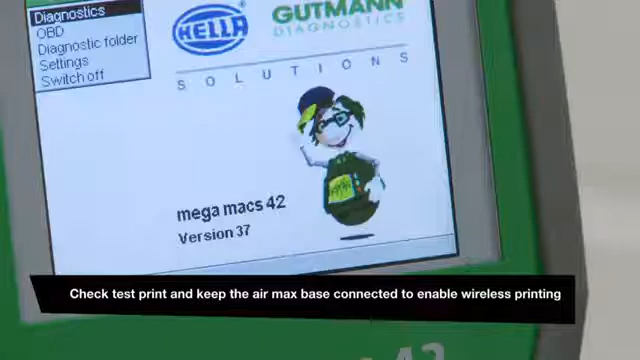 Diagnostics
OBD
Diagnostic folder
Settings
Switch off
HELLA
GUTMANN
DIAGNOSTICS
SOLUTIONS
mega macs 42
Version 37
Check test print and keep the air max base connected to enable wireless printing
42